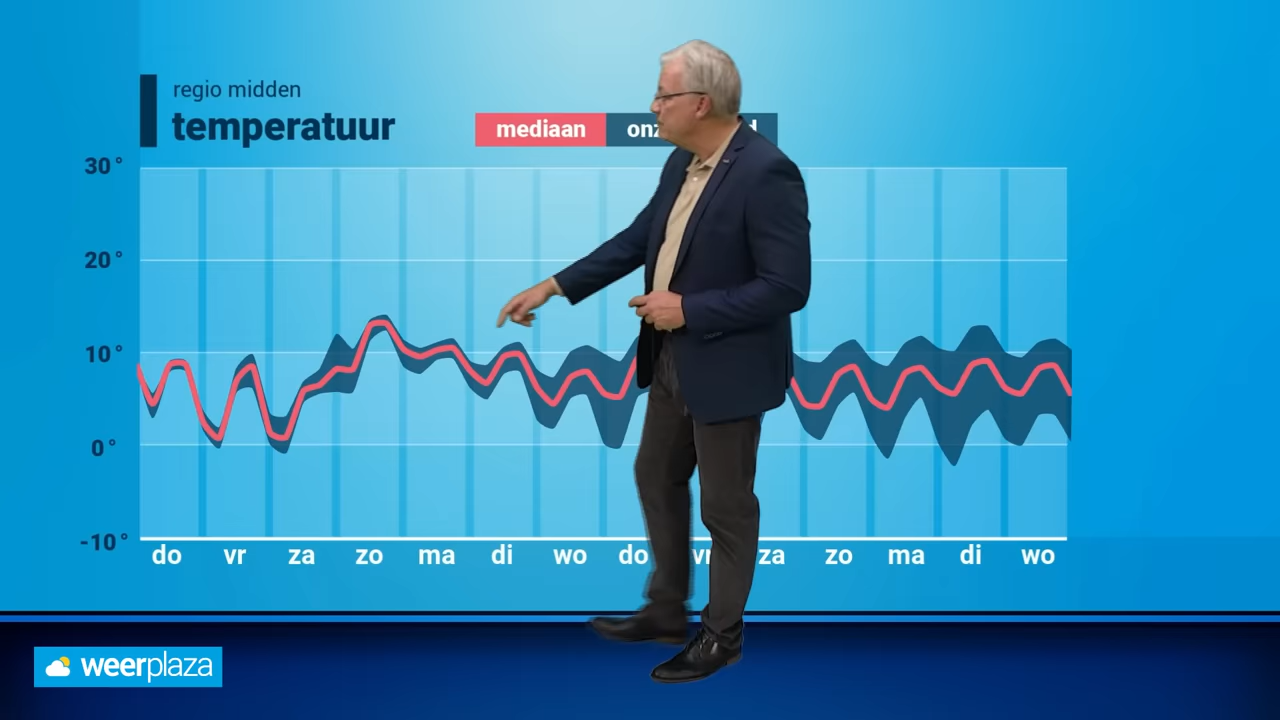 regio midden
temperatuur
mediaan
30°
20°
10°
0°
-10°
do vr za zo ma di wo do vr za zo ma di wo
weerplaza